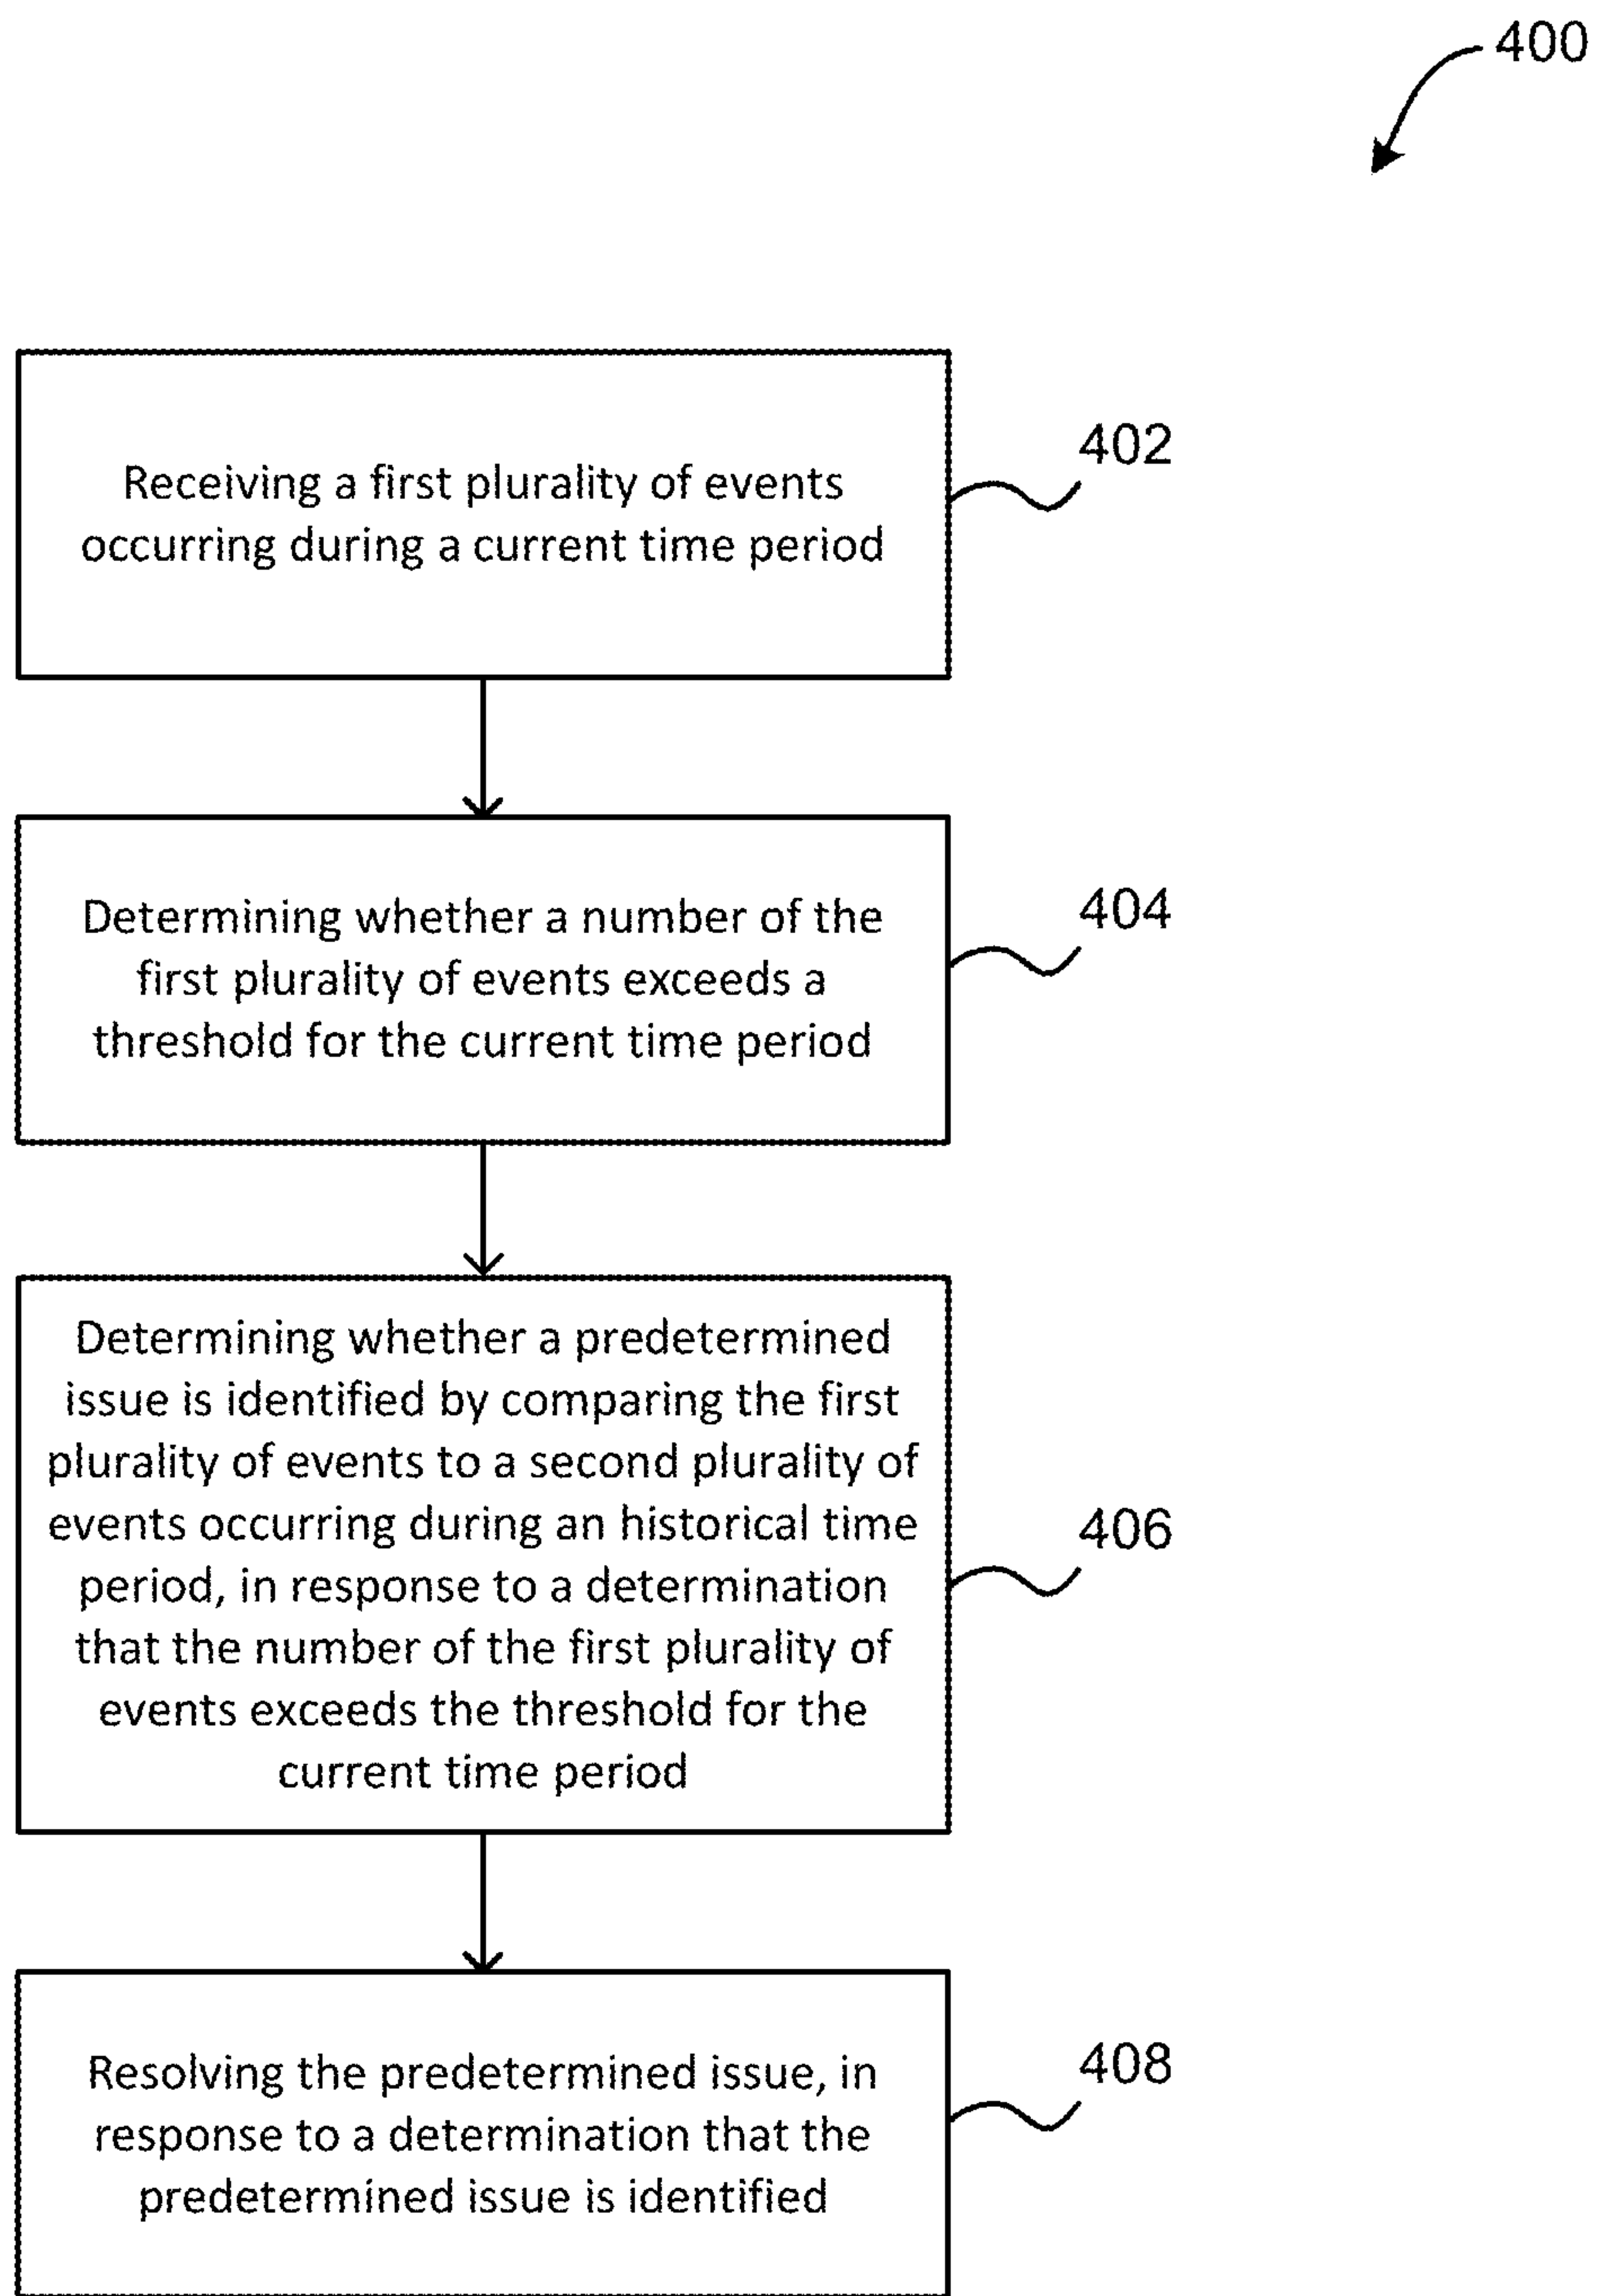 400
Receiving a first plurality of events
occurring during a current time period
402
Determining whether a number of the
first plurality of events exceeds a
threshold for the current time period
404
Determining whether a predetermined
issue is identified by comparing the first
plurality of events to a second plurality of
events occurring during an historical time
period, in response to a determination
that the number of the first plurality of
events exceeds the threshold for the
current time period
406
Resolving the predetermined issue, in
response to a determination that the
predetermined issue is identified
408